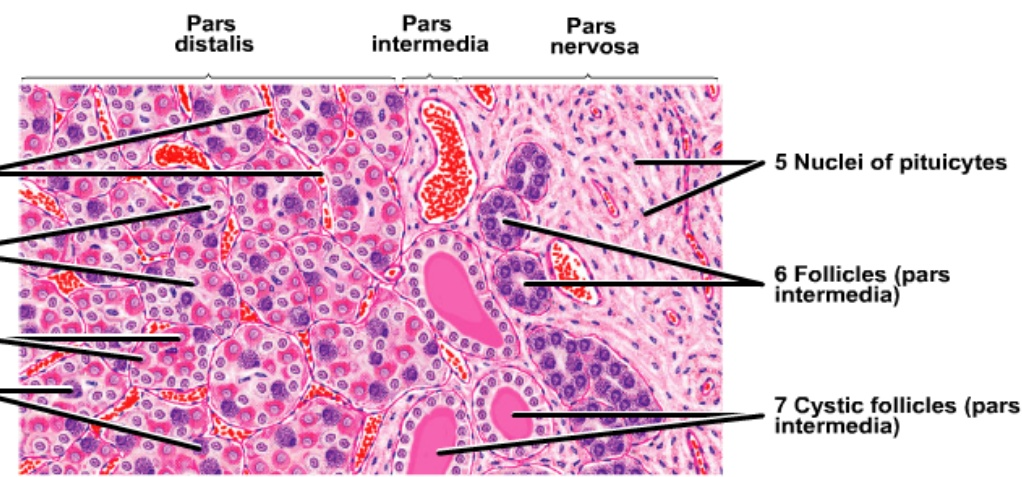 Pars
distalis
Pars
intermedia
Pars
nervosa
5 Nuclei of pituicytes
6 Follicles (pars
intermedia)
7 Cystic follicles (pars
intermedia)